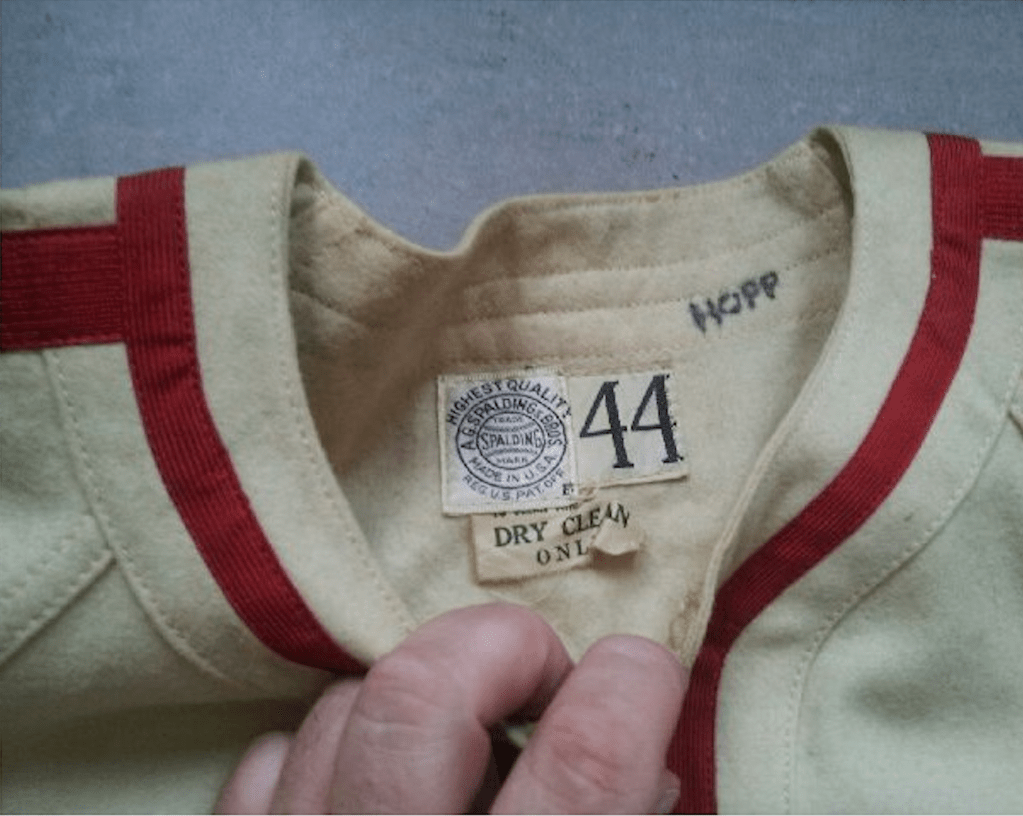 HOPP
HIGHEST QUALITY
A.G. SPALDING & BROS.
TRADE
SPALDING
MARK
MADE IN U.S.A.
REG. U.S. PAT. OFF.
44
DRY CLEAN
ONL